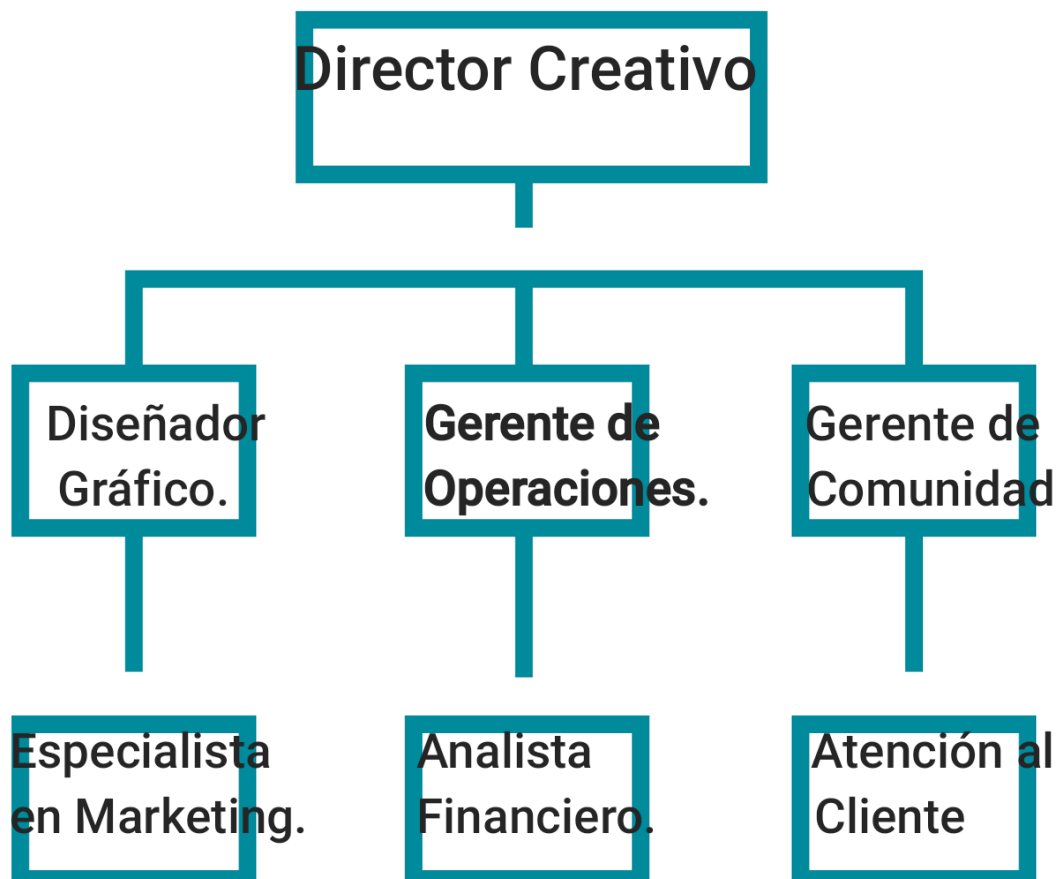 Director Creativo
Diseñador
Gráfico.
Gerente de
Operaciones.
Gerente de
Comunidad
Especialista
en Marketing.
Analista
Financiero.
Atención al
Cliente